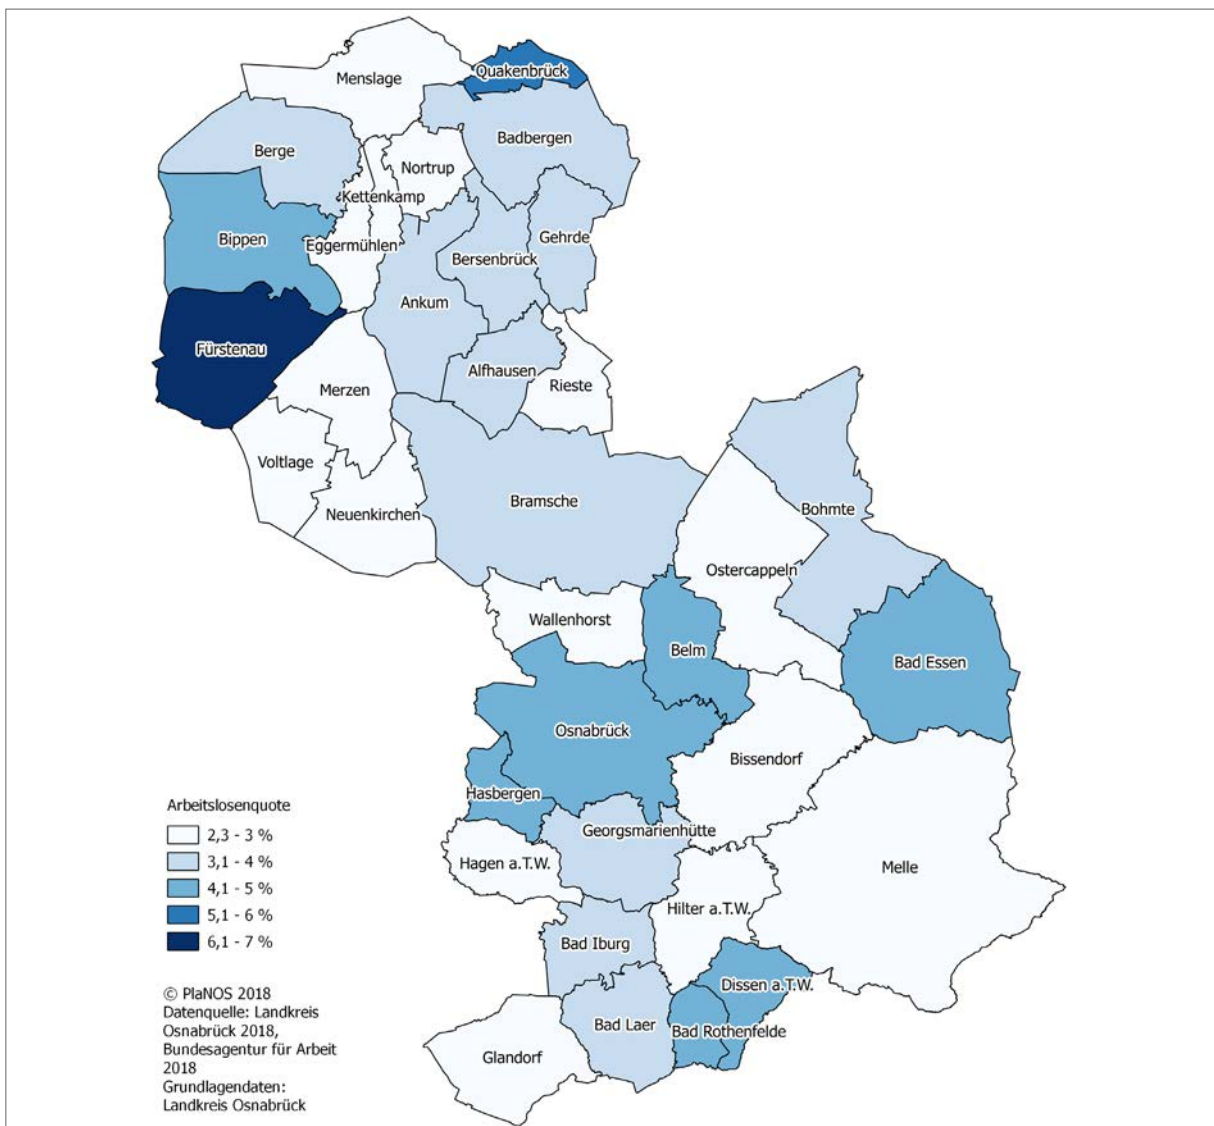 Menslage
Quakenbrück
Badbergen
Berge
Nortrup
Kettenkamp
Bippen
Eggermühlen
Gehrde
Bersenbrück
Ankum
Fürstenau
Alfhausen
Rieste
Merzen
Voltlage
Neuenkirchen
Bramsche
Bohmte
Ostercappeln
Wallenhorst
Belm
Bad Essen
Osnabrück
Bissendorf
Hasbergen
Georgsmarienhütte
Hagen a.T.W.
Melle
Hilter a.T.W.
Bad Iburg
Dissen a.T.W.
Bad Laer
Bad Rothenfelde
Glandorf
Arbeitslosenquote
2,3 - 3 %
3,1 - 4 %
4,1 - 5 %
5,1 - 6 %
6,1 - 7 %
© PlaNOS 2018
Datenquelle: Landkreis
Osnabrück 2018,
Bundesagentur für Arbeit
2018
Grundlagendaten:
Landkreis Osnabrück